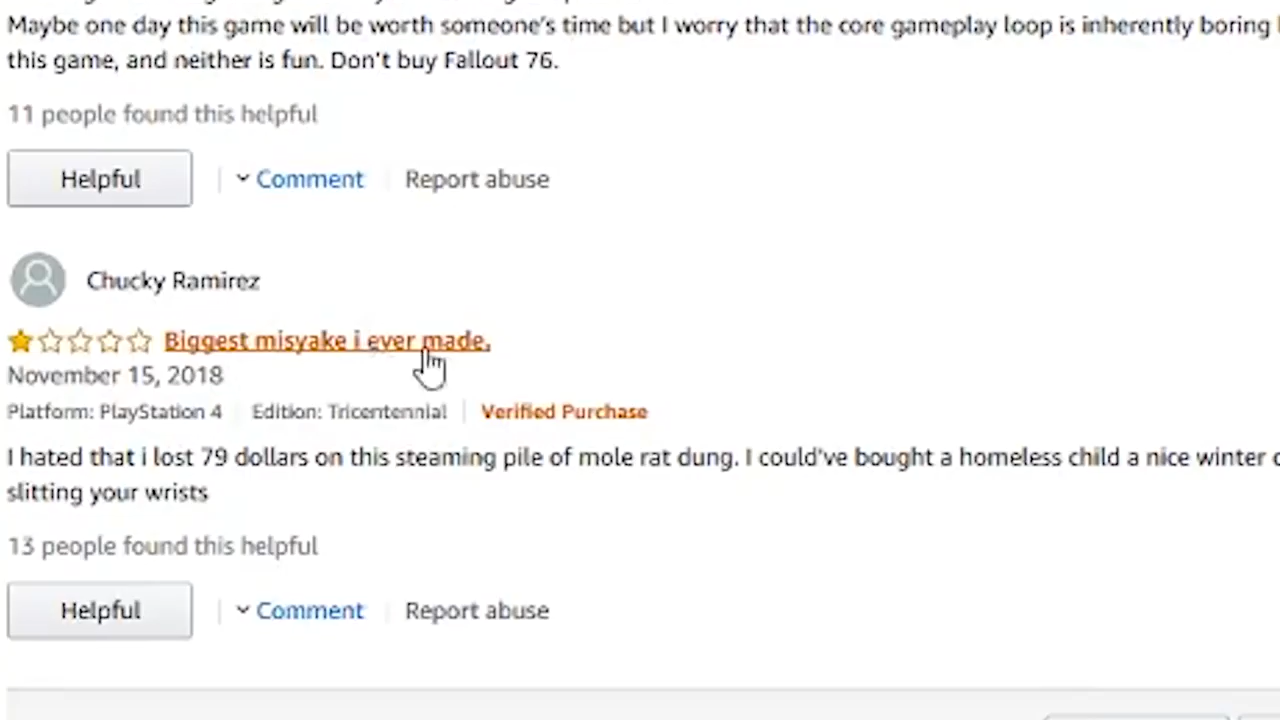 Maybe one day this game will be worth someone's time but I worry that the core gameplay loop is inherently boring
this game, and neither is fun. Don't buy Fallout 76.
11 people found this helpful
Helpful
Comment
Report abuse
Chucky Ramirez
Biggest misyake i ever made.
November 15, 2018
Platform: PlayStation 4
Edition: Tricentennial
Verified Purchase
I hated that i lost 79 dollars on this steaming pile of mole rat dung. I could've bought a homeless child a nice winter
slitting your wrists
13 people found this helpful
Helpful
Comment
Report abuse